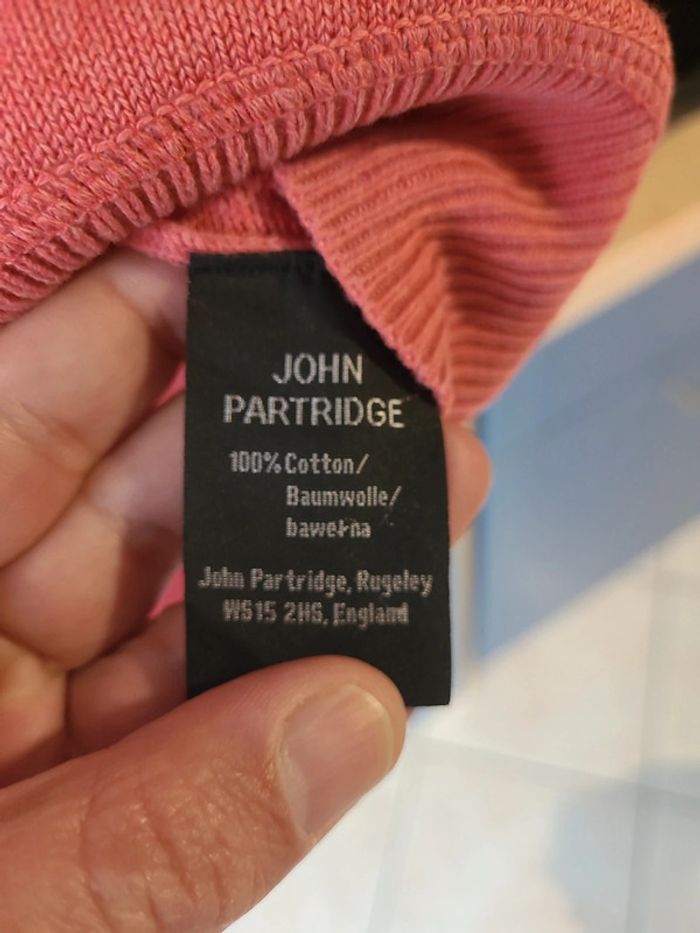 JOHN
PARTRIDGE
100% Cotton/
Baumwolle/
bawełna
John Partridge, Rugeley
WS15 2HS, England